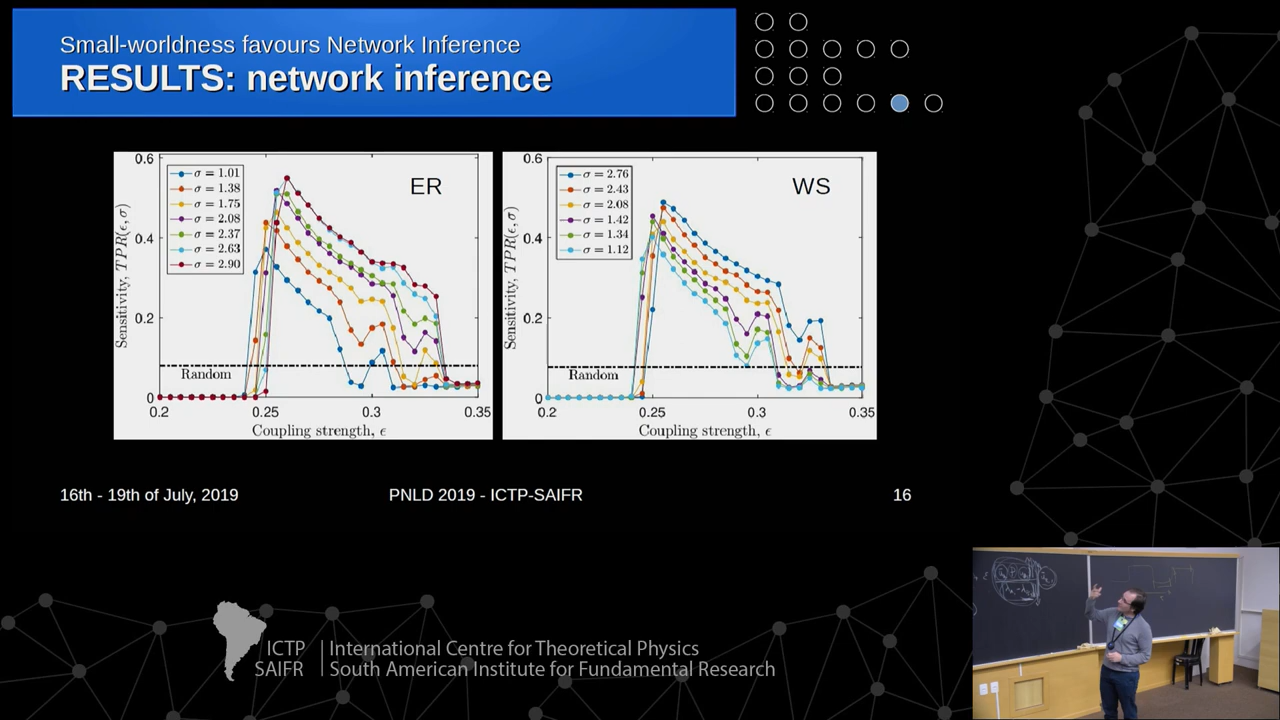 Small-worldness favours Network Inference
RESULTS: network inference
0.6
0.4
0.2
0
Sensitivity, TPR(ϵ,σ)
σ = 1.01
σ = 1.38
σ = 1.75
σ = 2.08
σ = 2.37
σ = 2.63
σ = 2.90
ER
Random
0.2 0.25 0.3 0.35
Coupling strength, ϵ
0.6
0.4
0.2
0
Sensitivity, TPR(ϵ,σ)
σ = 2.76
σ = 2.43
σ = 2.08
σ = 1.42
σ = 1.34
σ = 1.12
WS
Random
0.2 0.25 0.3 0.35
Coupling strength, ϵ
16th - 19th of July, 2019 PNLD 2019 - ICTP-SAIFR 16
ICTP International Centre for Theoretical Physics
SAIFR South American Institute for Fundamental Research